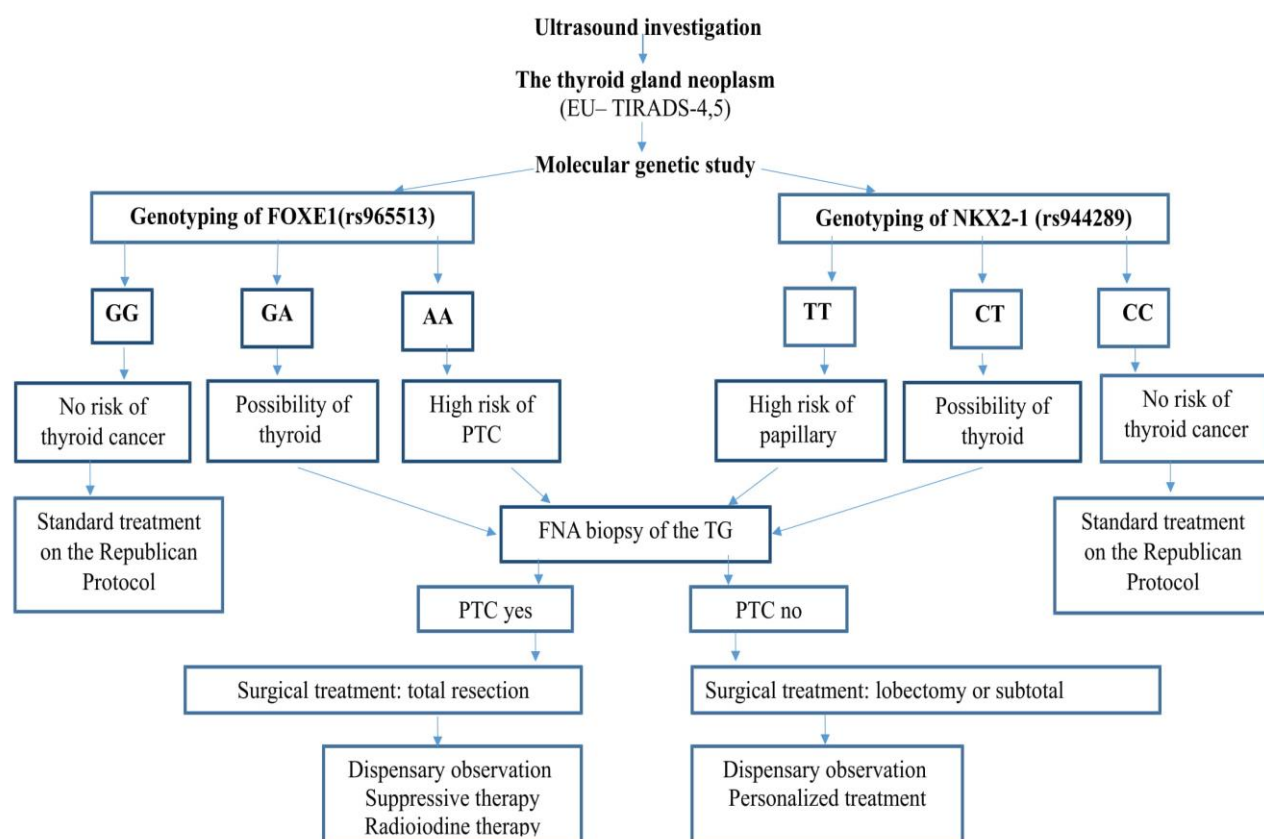 Ultrasound investigation
The thyroid gland neoplasm
(EU– TIRADS-4,5)
Molecular genetic study
Genotyping of FOXE1(rs965513)
Genotyping of NKX2-1 (rs944289)
GG
GA
AA
TT
CT
CC
No risk of
thyroid cancer
Possibility of
thyroid
High risk of
PTC
High risk of
papillary
Possibility of
thyroid
No risk of
thyroid cancer
Standard treatment
on the Republican
Protocol
FNA biopsy of the TG
Standard treatment
on the Republican
Protocol
PTC yes
PTC no
Surgical treatment: total resection
Surgical treatment: lobectomy or subtotal
Dispensary observation
Suppressive therapy
Radioiodine therapy
Dispensary observation
Personalized treatment